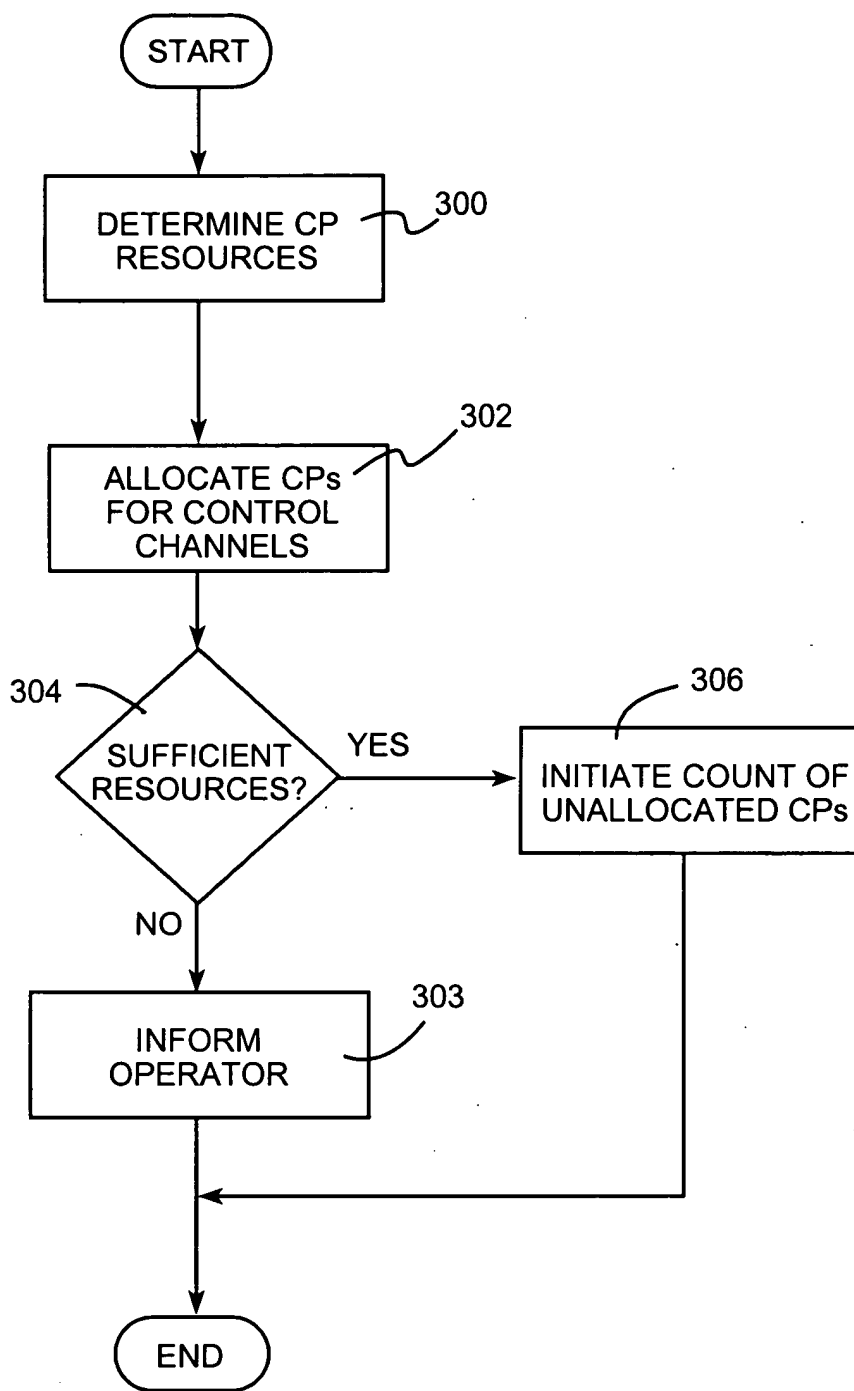 START
300
DETERMINE CP
RESOURCES
302
ALLOCATE CPs
FOR CONTROL
CHANNELS
304
SUFFICIENT
RESOURCES?
YES
306
INITIATE COUNT OF
UNALLOCATED CPs
NO
303
INFORM
OPERATOR
END